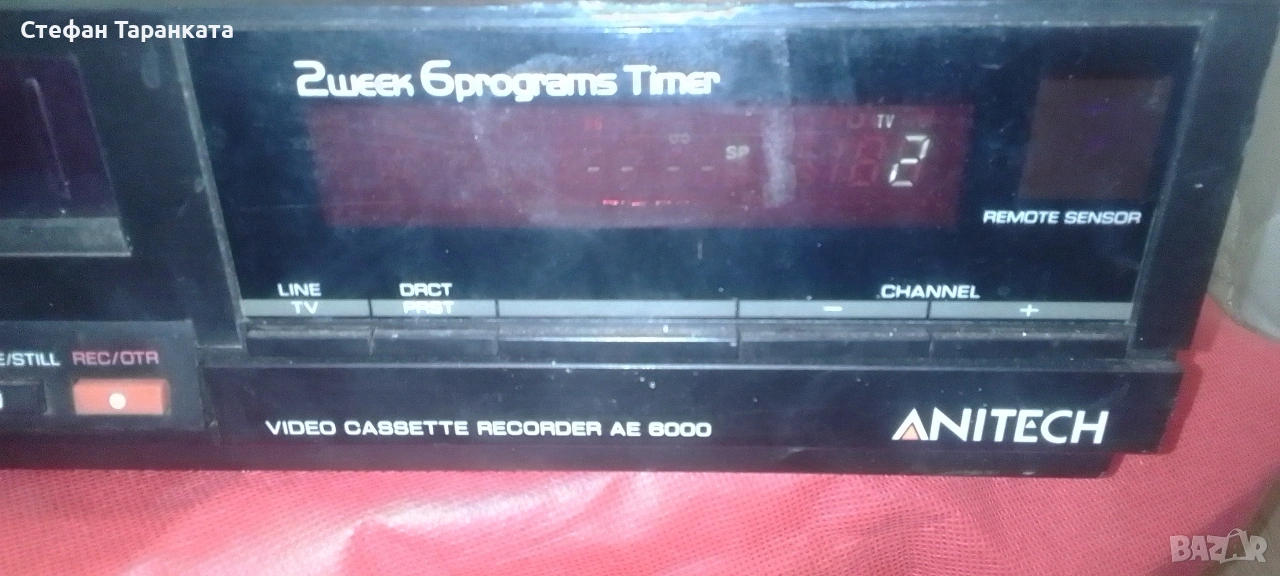 Стефан Таранката
2week 6programs Timer
TV
SP
2
- - - -
REMOTE SENSOR
LINE DRCT CHANNEL
TV PRST - +
E/STILL REC/OTR
VIDEO CASSETTE RECORDER AE 6000
ANITECH
BAZAR